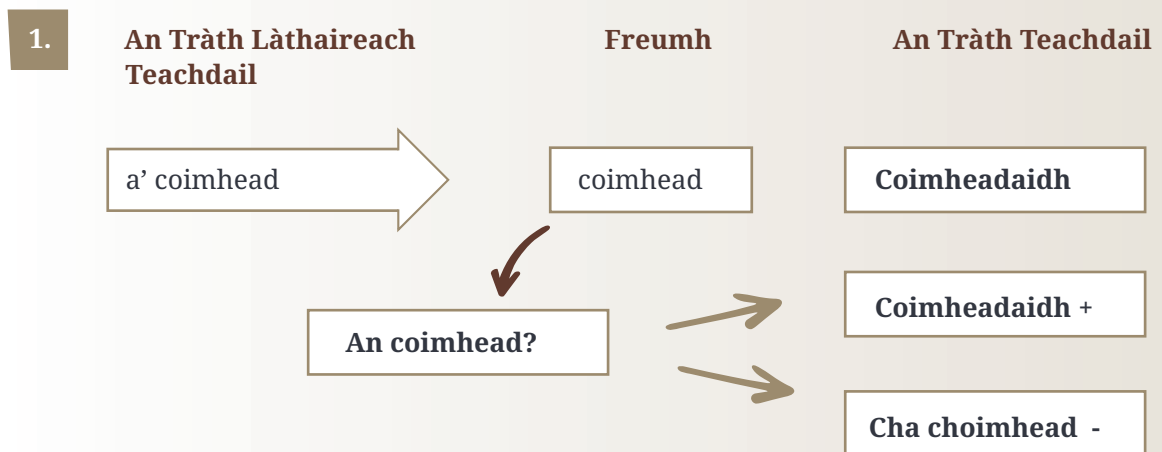 1.
An Tràth Làthaireach
Teachdail
Freumh
An Tràth Teachdail
a’ coimhead
coimhead
Coimheadaidh
Coimheadaidh +
An coimhead?
Cha choimhead -